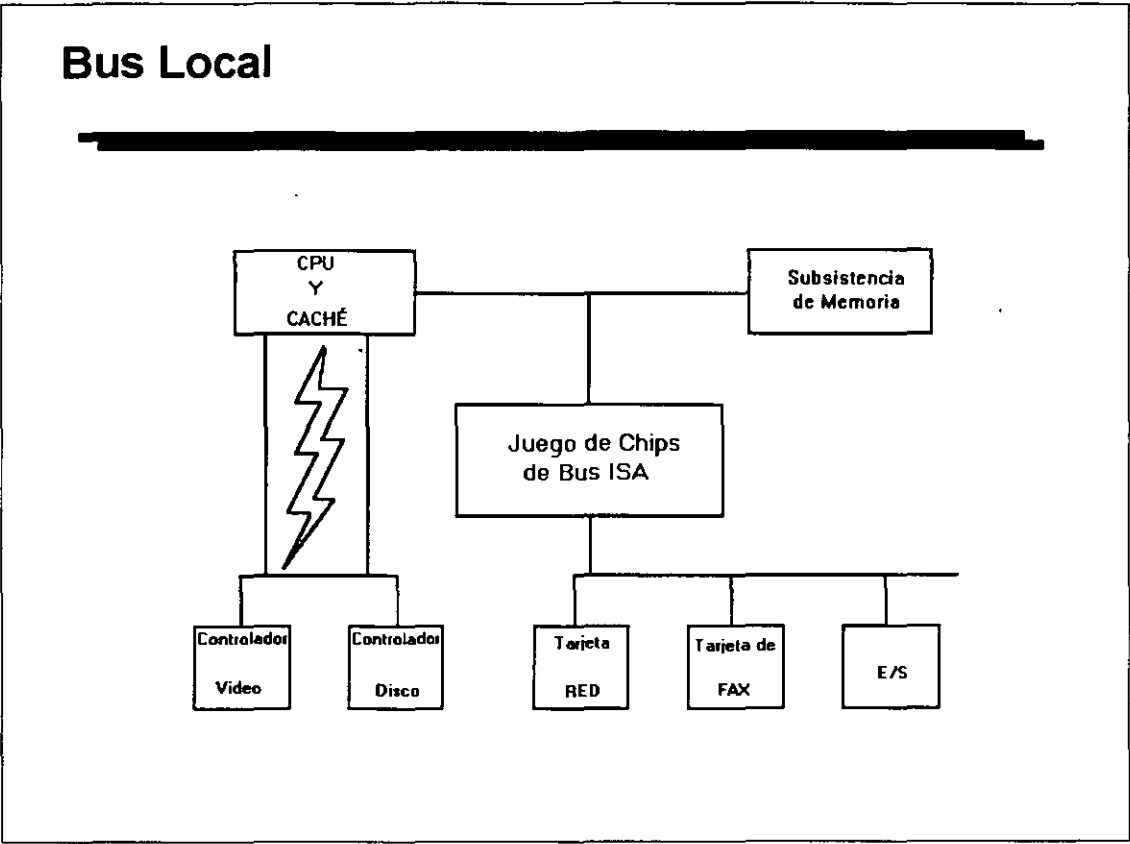 Bus Local
CPU
Y
CACHÉ
Subsistencia
de Memoria
Juego de Chips
de Bus ISA
Controlador
Video
Controlador
Disco
Tarjeta
RED
Tarjeta de
FAX
E/S